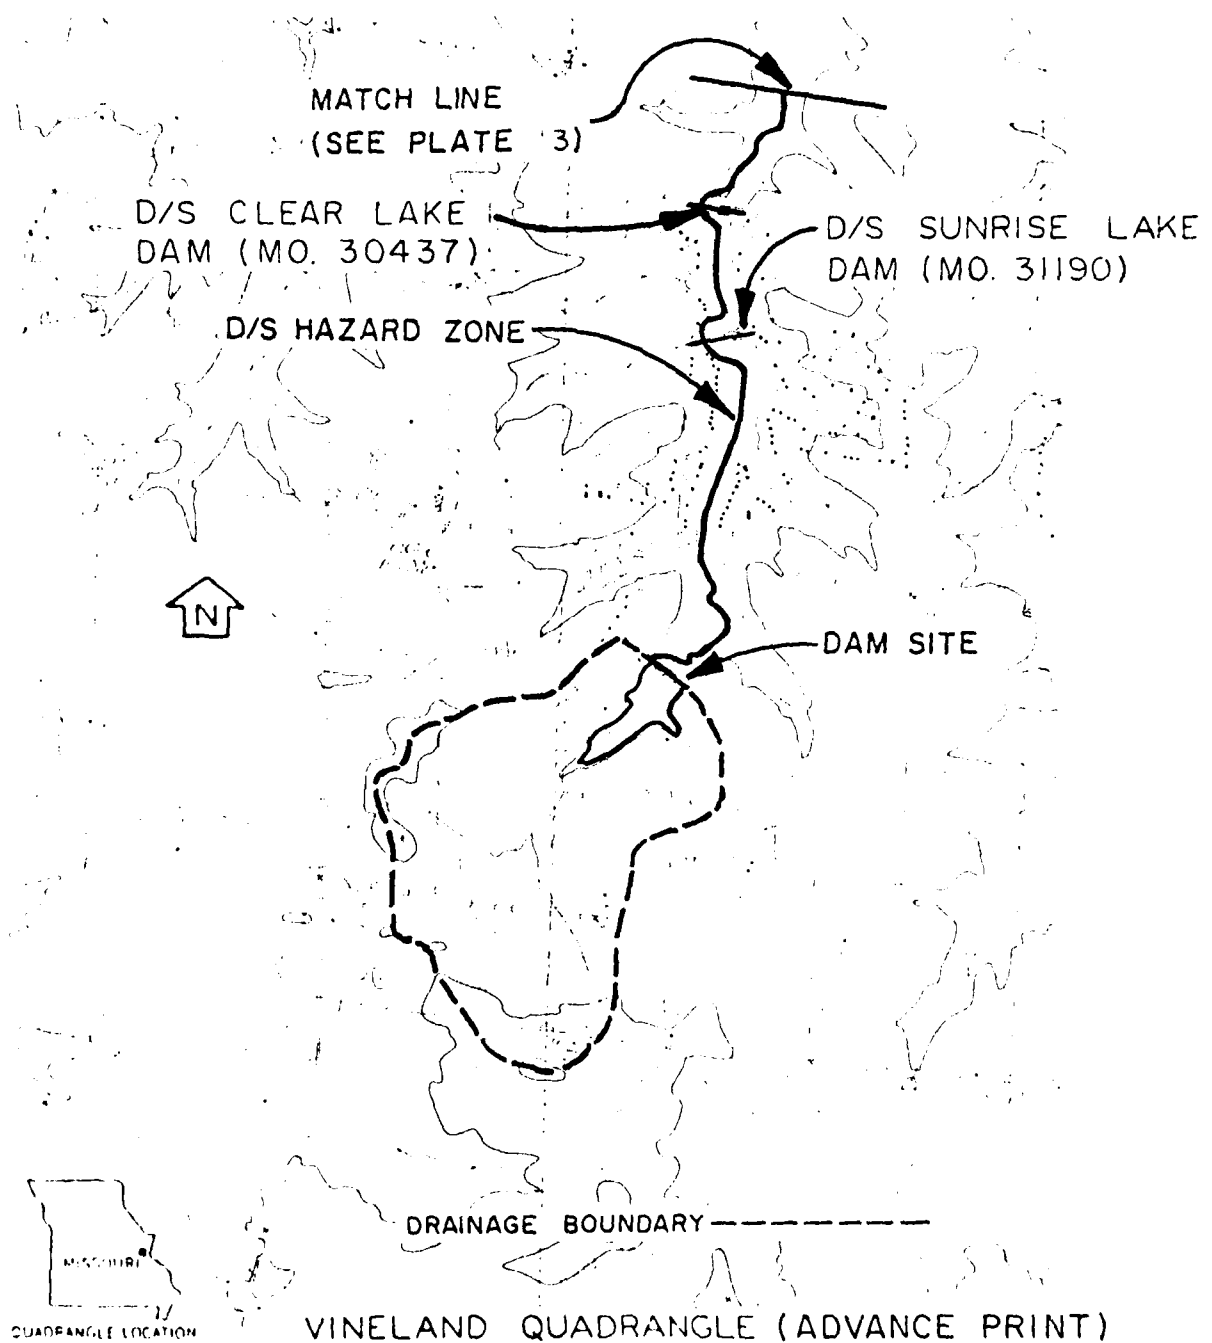 MATCH LINE
(SEE PLATE 3)
D/S CLEAR LAKE
DAM (MO. 30437)
D/S SUNRISE LAKE
DAM (MO. 31190)
D/S HAZARD ZONE
N
DAM SITE
DRAINAGE BOUNDARY
MISSOURI
QUADRANGLE LOCATION
VINELAND QUADRANGLE (ADVANCE PRINT)